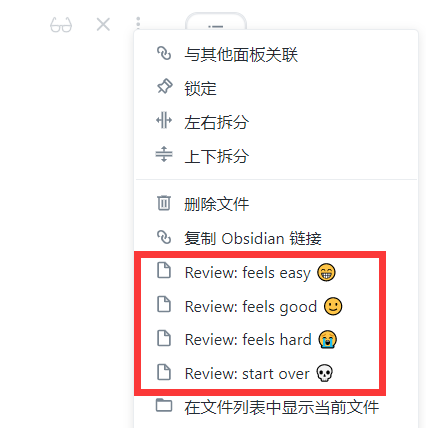 与其他面板关联
锁定
左右拆分
上下拆分
删除文件
复制 Obsidian 链接
Review: feels easy 😁
Review: feels good 🙂
Review: feels hard 😭
Review: start over 💀
在文件列表中显示当前文件